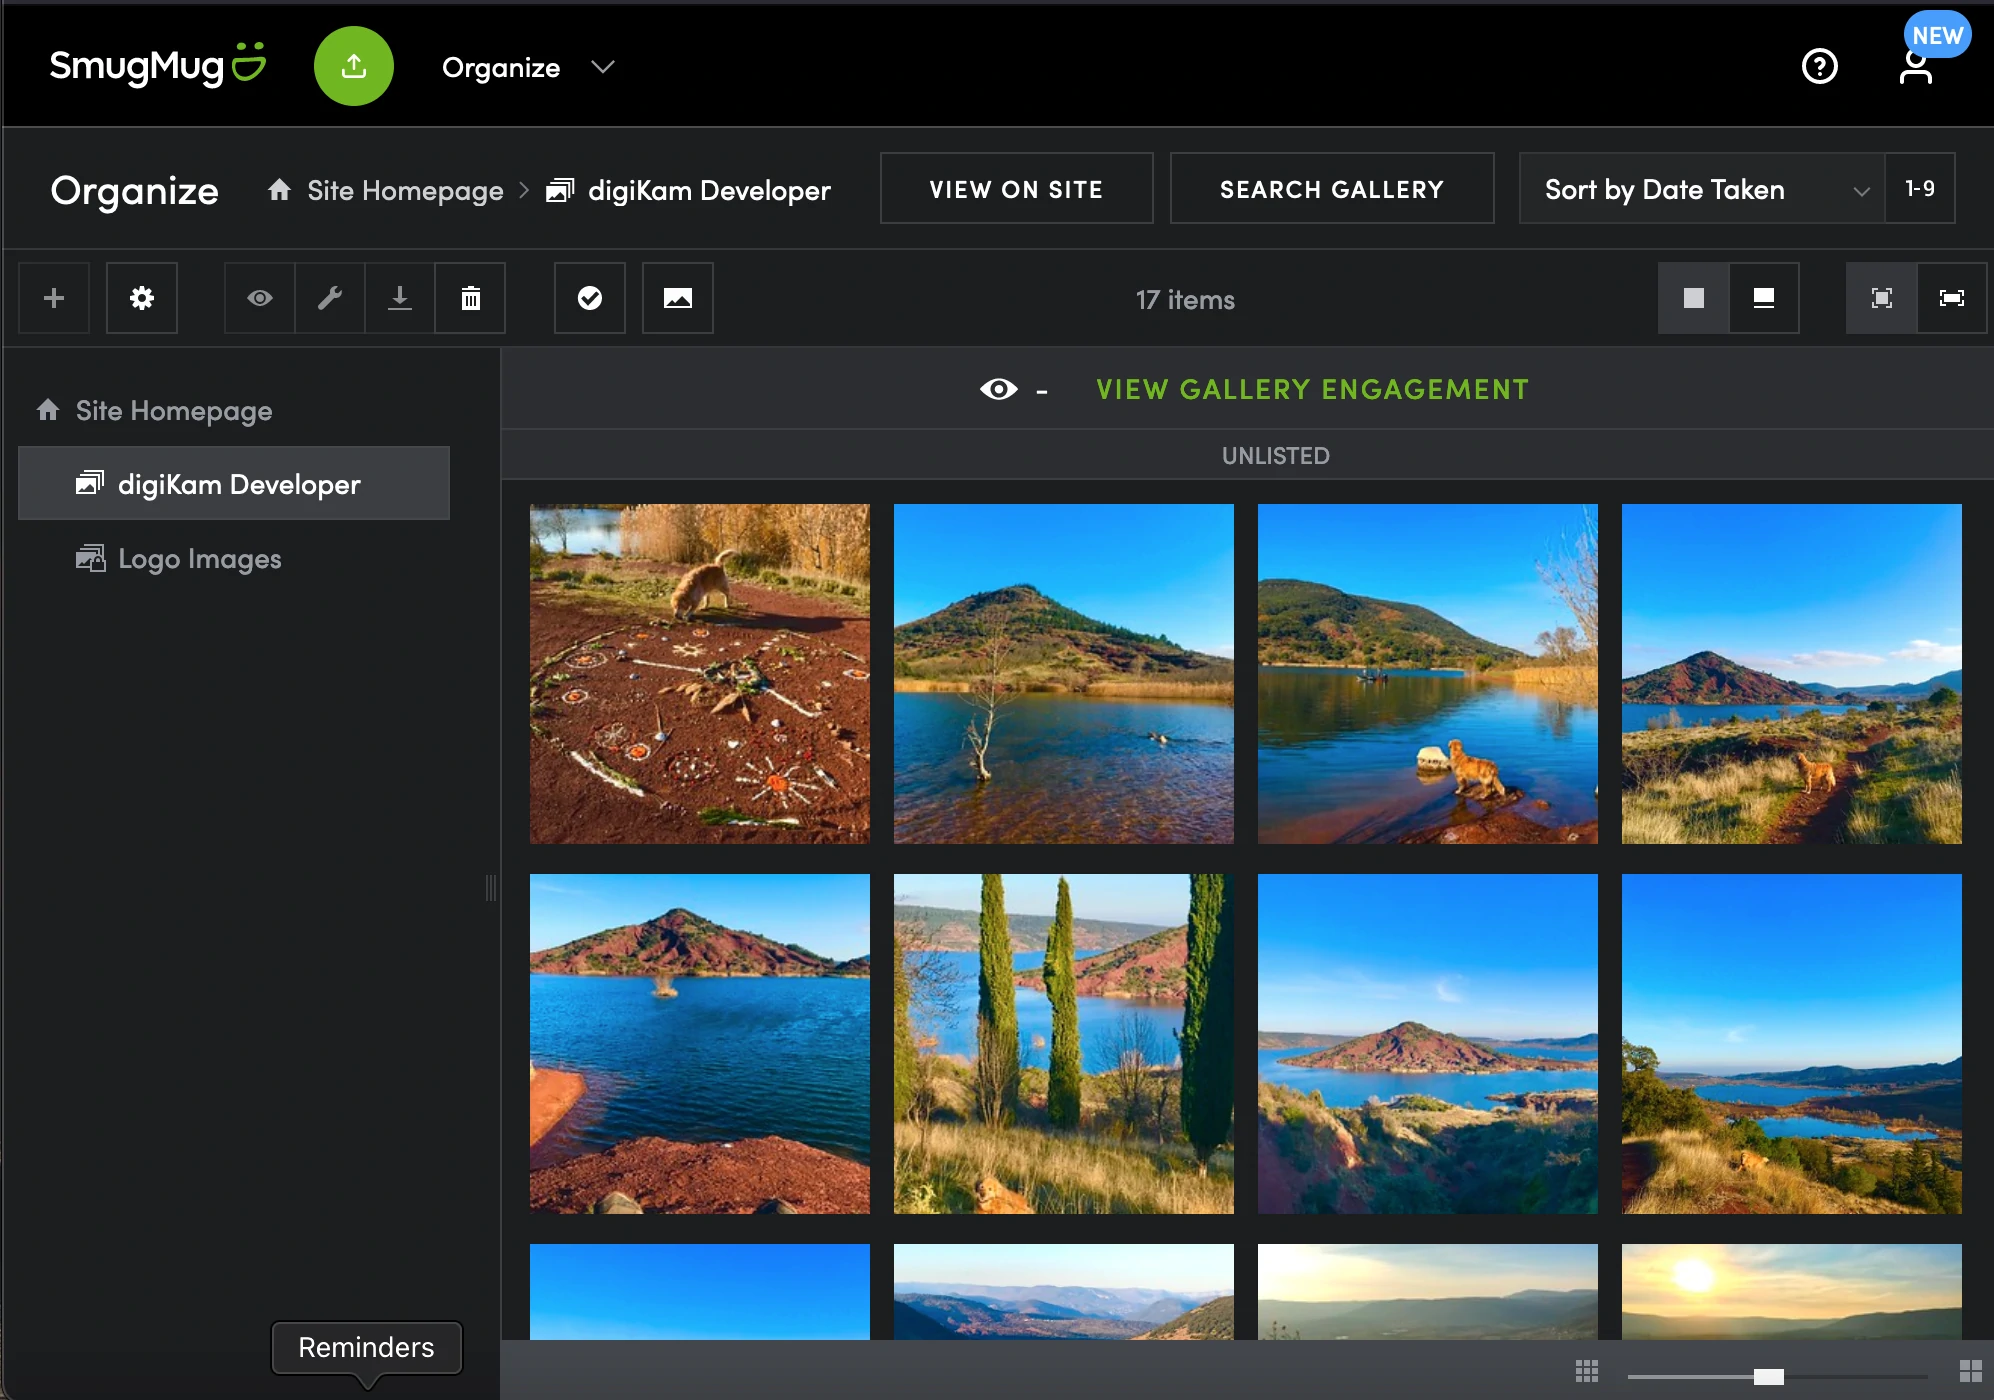 SmugMug
Organize
NEW
Organize
Site Homepage > digiKam Developer
VIEW ON SITE
SEARCH GALLERY
Sort by Date Taken
1-9
17 items
Site Homepage
digiKam Developer
Logo Images
- VIEW GALLERY ENGAGEMENT
UNLISTED
Reminders